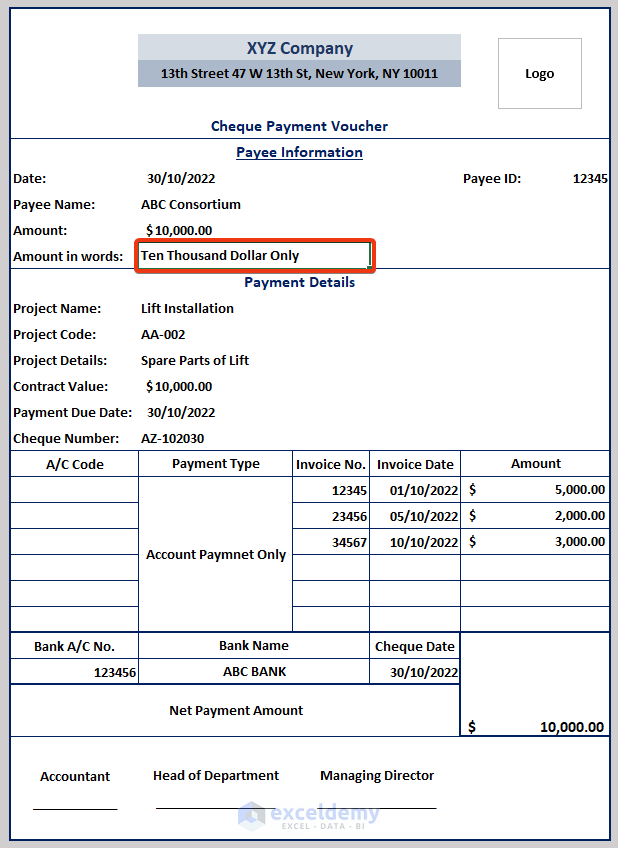 XYZ Company
13th Street 47 W 13th St, New York, NY 10011
Logo
Cheque Payment Voucher
Payee Information
Date: 30/10/2022 Payee ID: 12345
Payee Name: ABC Consortium
Amount: $ 10,000.00
Amount in words: Ten Thousand Dollar Only
Payment Details
Project Name: Lift Installation
Project Code: AA-002
Project Details: Spare Parts of Lift
Contract Value: $ 10,000.00
Payment Due Date: 30/10/2022
Cheque Number: AZ-102030
A/C Code Payment Type Invoice No. Invoice Date Amount
12345 01/10/2022 $ 5,000.00
23456 05/10/2022 $ 2,000.00
34567 10/10/2022 $ 3,000.00
Account Paymnet Only
Bank A/C No. Bank Name Cheque Date
123456 ABC BANK 30/10/2022
Net Payment Amount
$ 10,000.00
Accountant Head of Department Managing Director
exceldemy
EXCEL - DATA - BI